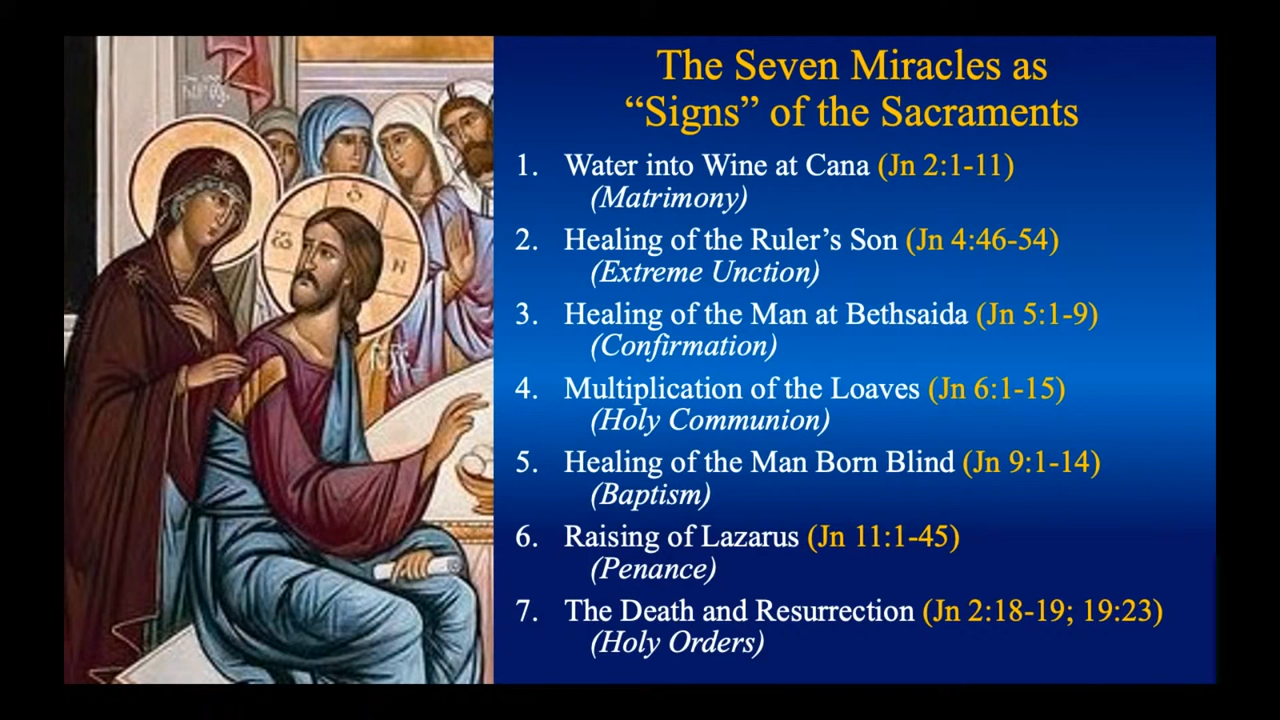 The Seven Miracles as
“Signs” of the Sacraments
1. Water into Wine at Cana (Jn 2:1-11)
(Matrimony)
2. Healing of the Ruler’s Son (Jn 4:46-54)
(Extreme Unction)
3. Healing of the Man at Bethsaida (Jn 5:1-9)
(Confirmation)
4. Multiplication of the Loaves (Jn 6:1-15)
(Holy Communion)
5. Healing of the Man Born Blind (Jn 9:1-14)
(Baptism)
6. Raising of Lazarus (Jn 11:1-45)
(Penance)
7. The Death and Resurrection (Jn 2:18-19; 19:23)
(Holy Orders)